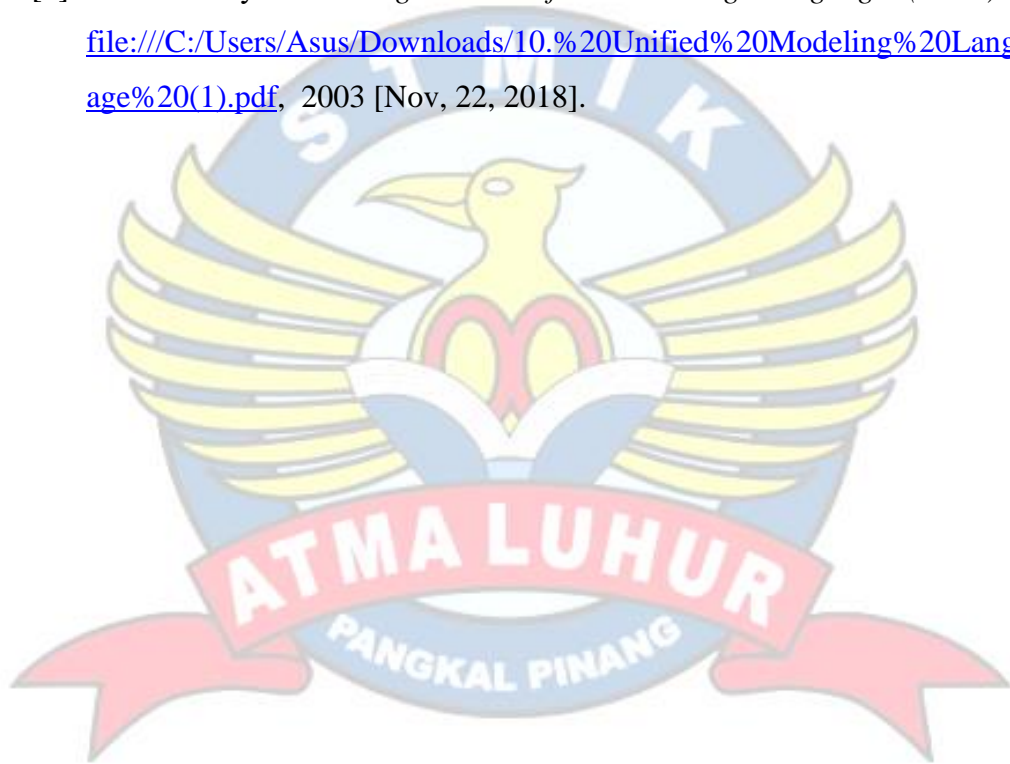 file:///C:/Users/Asus/Downloads/10.%20Unified%20Modeling%20Lang
age%20(1).pdf, 2003 [Nov, 22, 2018].
STMIK
ATMA LUHUR
PANGKAL PINANG